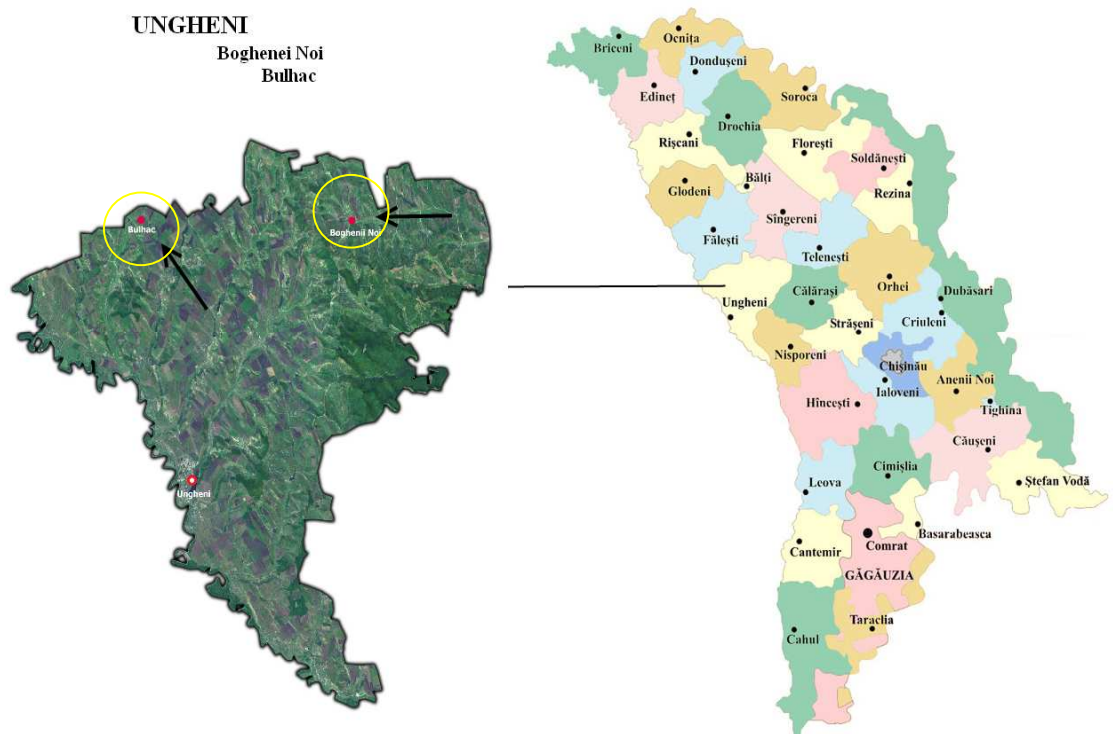 UNGHENI
Boghenei Noi
Bulhac
Bulhac
Boghenii Noi
Ungheni
Ocnița
Briceni
Dondușeni
Edineț
Soroca
Drochia
Rîșcani
Florești
Soldănești
Bălți
Glodeni
Rezina
Sîngereni
Fălești
Telenești
Orhei
Călărași
Dubăsari
Ungheni
Criuleni
Strășeni
Nisporeni
Chișinău
Anenii Noi
Ialoveni
Hîncești
Tighina
Căușeni
Cimișlia
Leova
Ștefan Vodă
Basarabeasca
Comrat
Cantemir
GĂGĂUZIA
Taraclia
Cahul